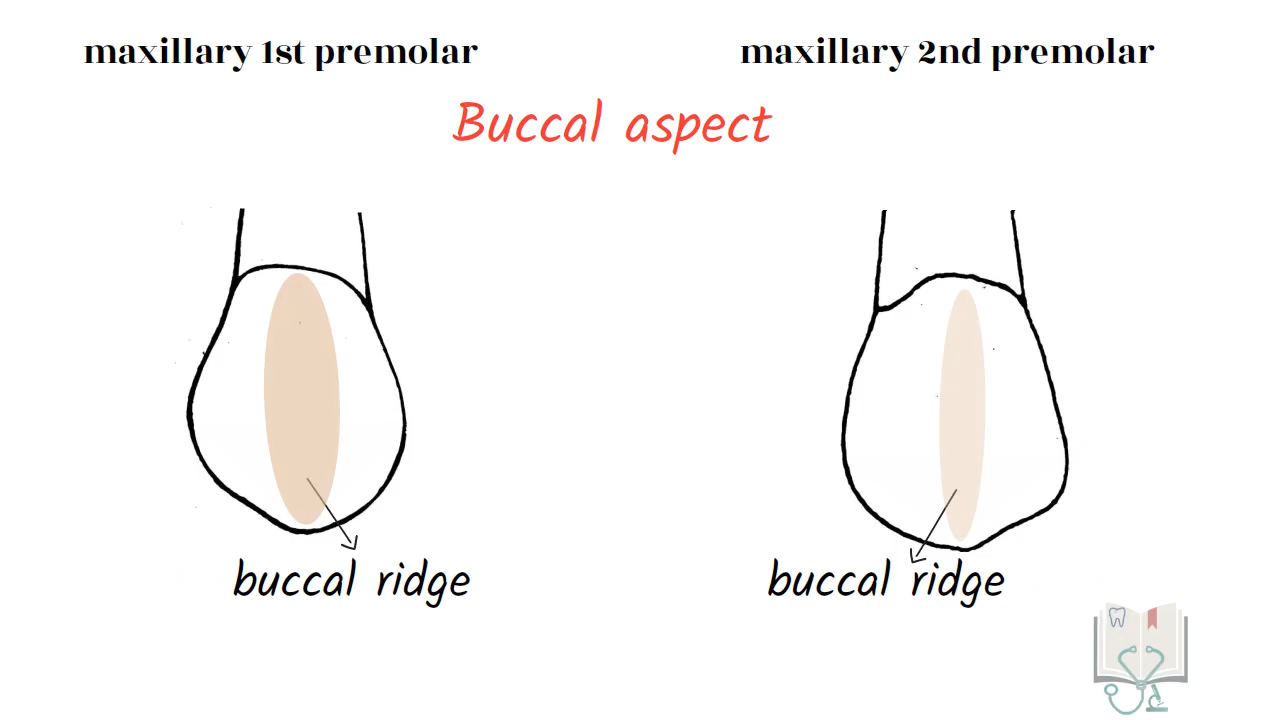 maxillary 1st premolar
maxillary 2nd premolar
Buccal aspect
buccal ridge
buccal ridge